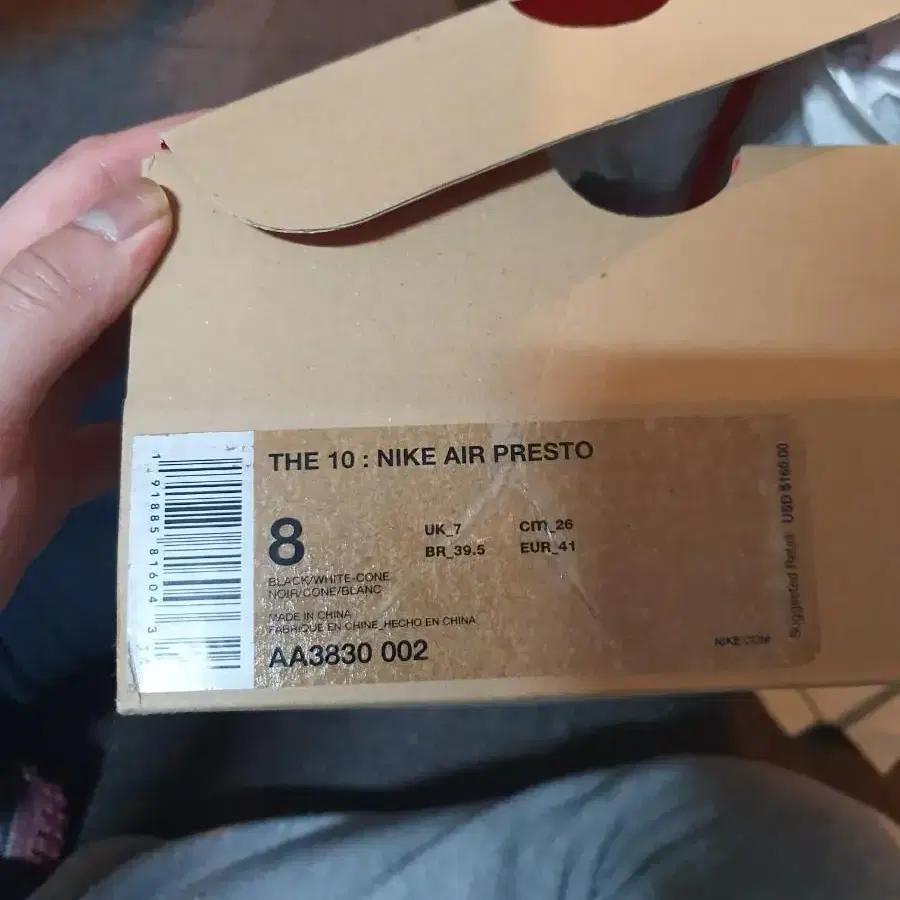 THE 10 : NIKE AIR PRESTO
8
UK_7 cm_26
BR_39.5 EUR_41
BLACK/WHITE-CONE
NOIR/CONE/BLANC
MADE IN CHINA
FABRIQUE EN CHINE_HECHO EN CHINA
AA3830 002
NIKE.COM
Suggested Retail USD $160.00
1 91885 81604 3